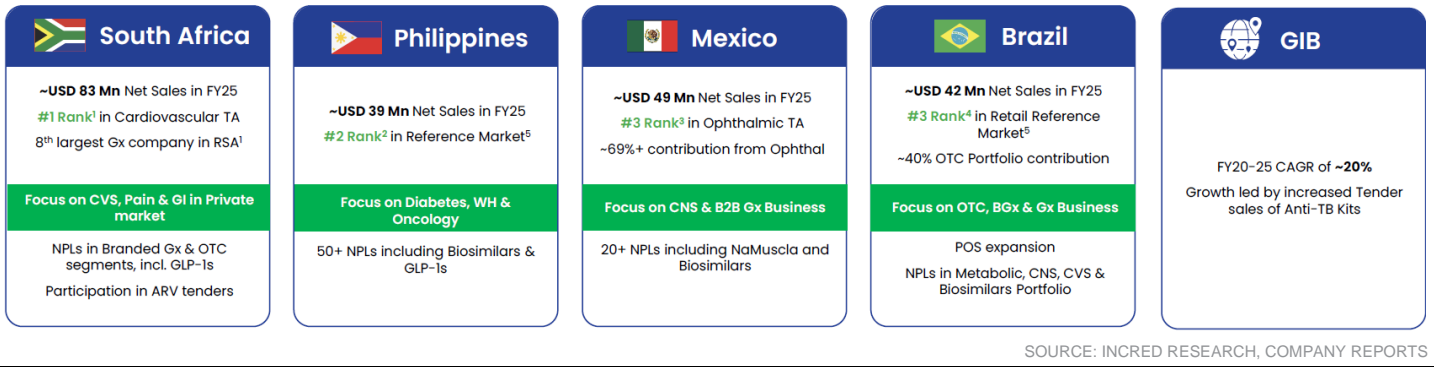 South Africa
~USD 83 Mn Net Sales in FY25
#1 Rank¹ in Cardiovascular TA
8ᵗʰ largest Gx company in RSA¹
Focus on CVS, Pain & GI in Private
market
NPLs in Branded Gx & OTC
segments, incl. GLP-1s
Participation in ARV tenders
Philippines
~USD 39 Mn Net Sales in FY25
#2 Rank² in Reference Market⁵
Focus on Diabetes, WH &
Oncology
50+ NPLs including Biosimilars &
GLP-1s
Mexico
~USD 49 Mn Net Sales in FY25
#3 Rank³ in Ophthalmic TA
~69%+ contribution from Ophthal
Focus on CNS & B2B Gx Business
20+ NPLs including NaMuscla and
Biosimilars
Brazil
~USD 42 Mn Net Sales in FY25
#3 Rank⁴ in Retail Reference
Market⁵
~40% OTC Portfolio contribution
Focus on OTC, BGx & Gx Business
POS expansion
NPLs in Metabolic, CNS, CVS &
Biosimilars Portfolio
GIB
FY20-25 CAGR of ~20%
Growth led by increased Tender
sales of Anti-TB Kits
SOURCE: INCRED RESEARCH, COMPANY REPORTS